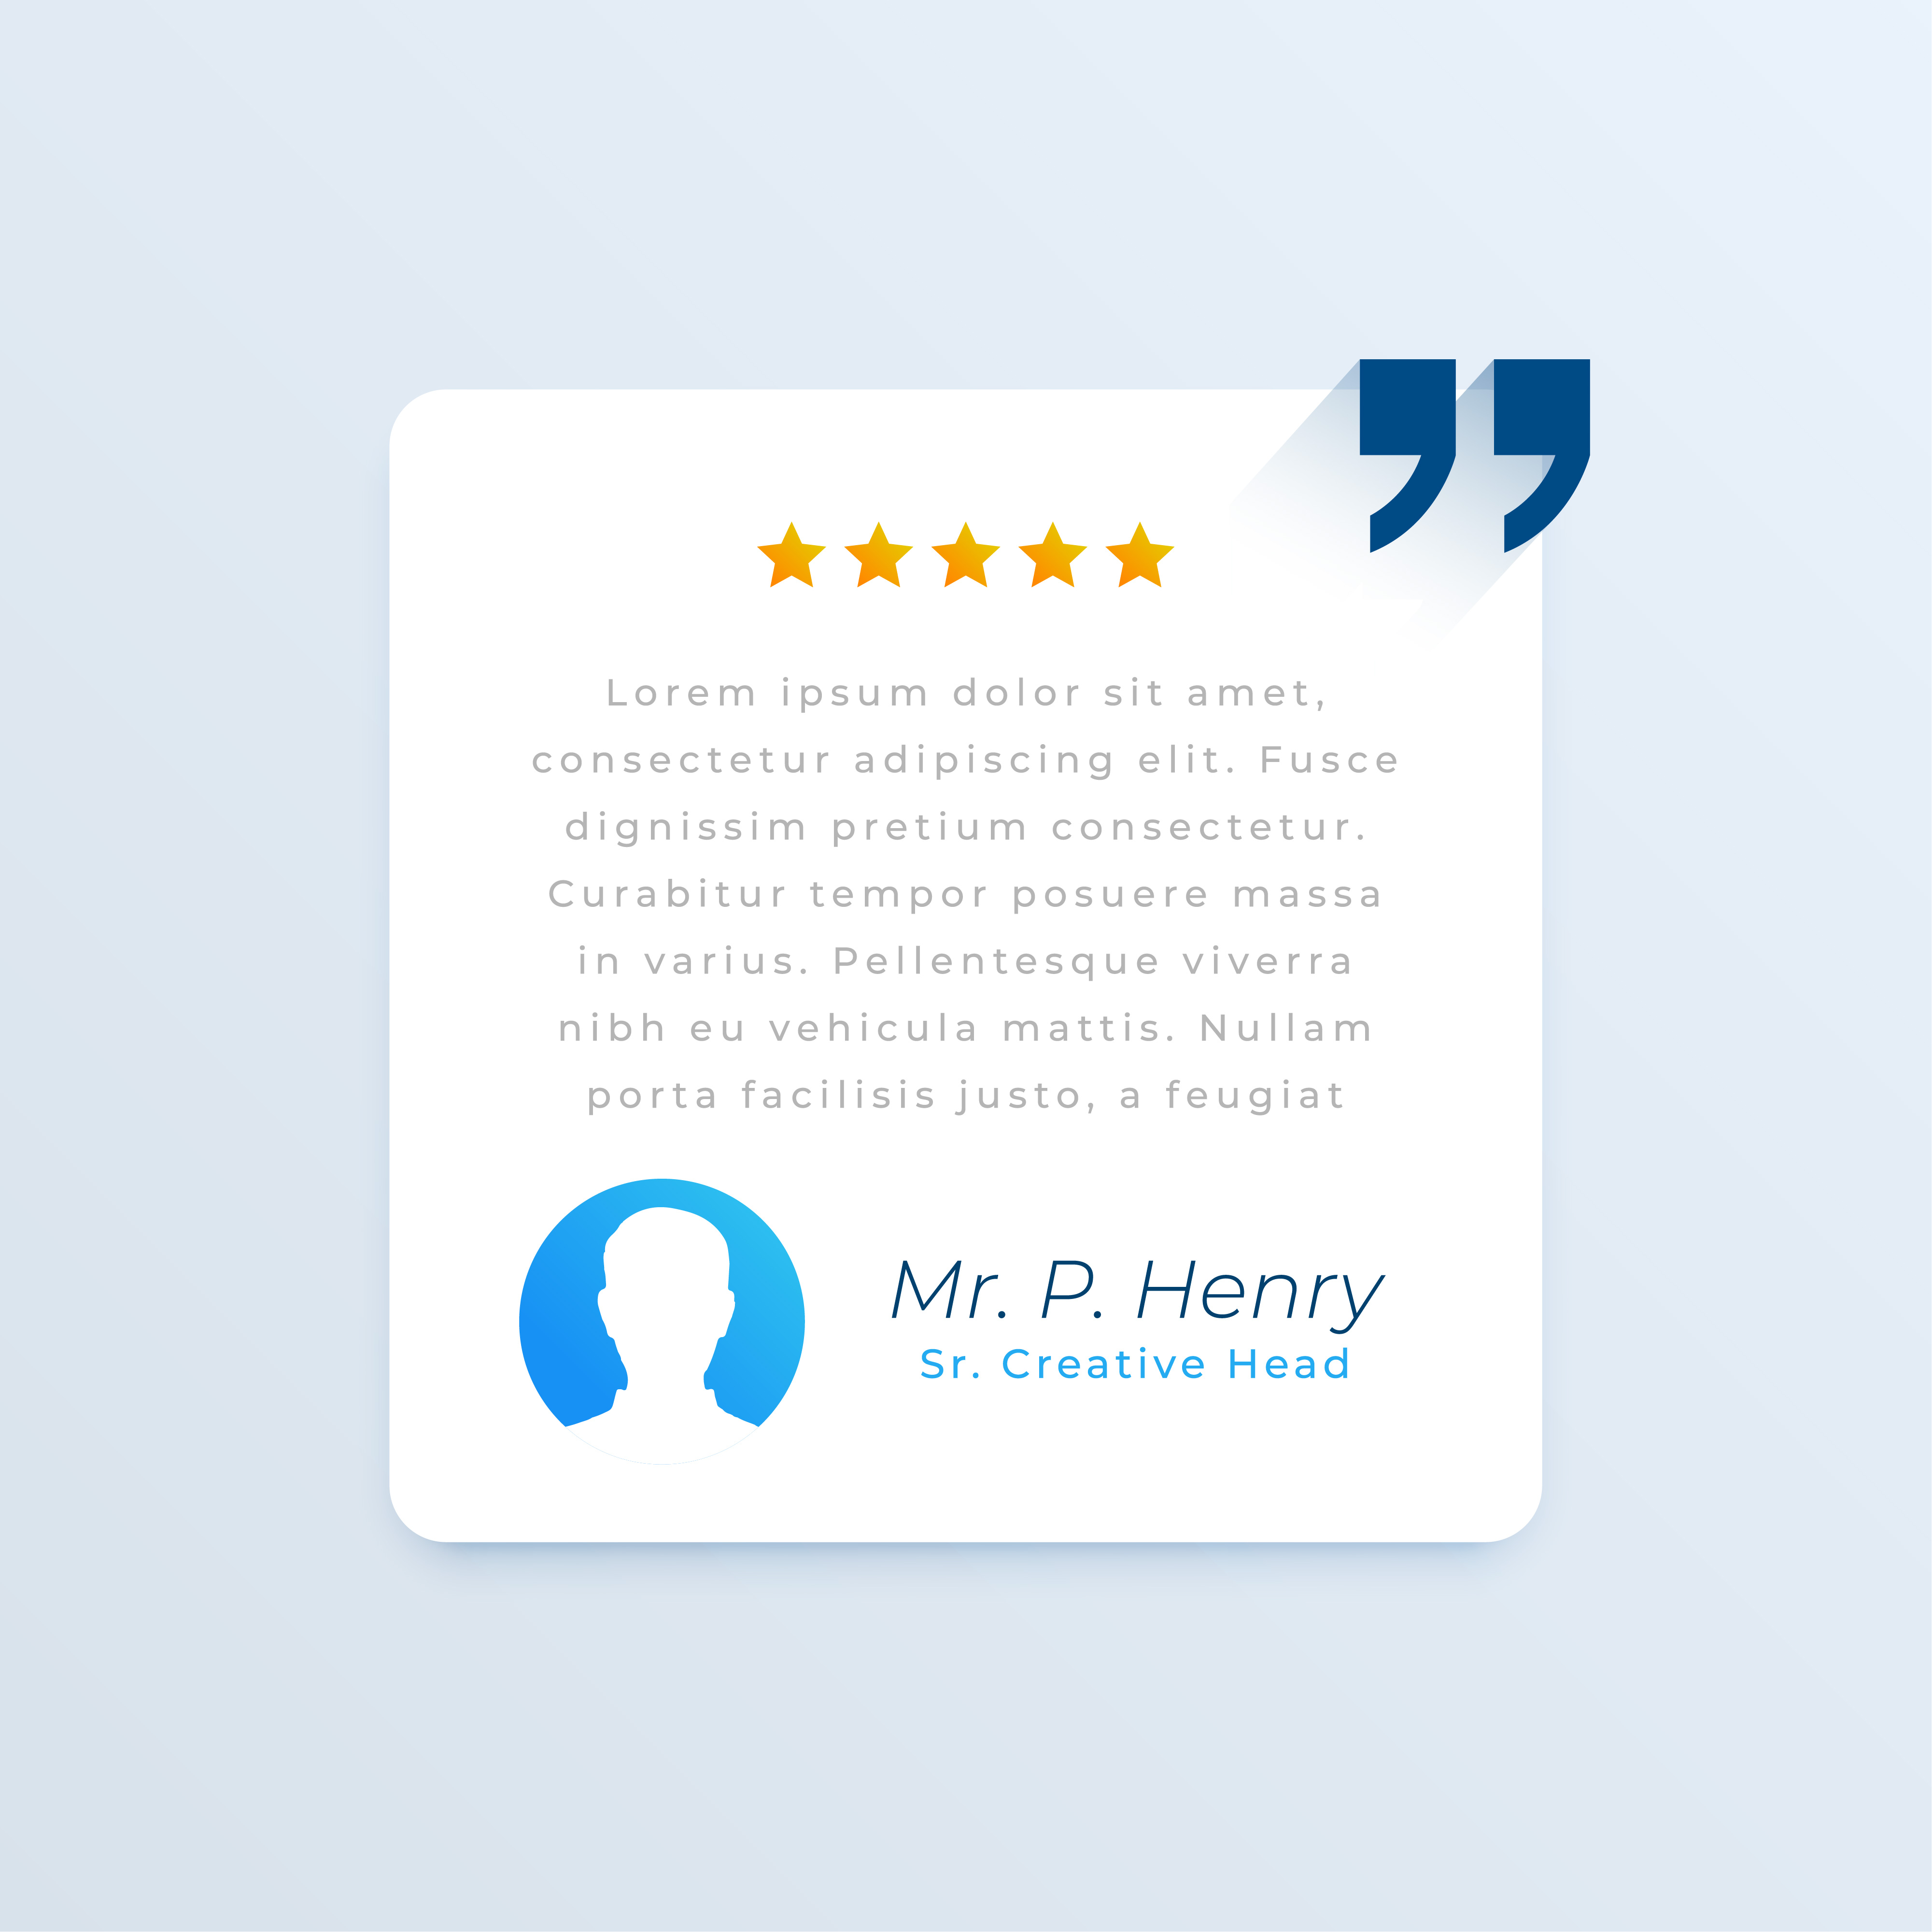 Lorem ipsum dolor sit amet,
consectetur adipiscing elit. Fusce
dignissim pretium consectetur.
Curabitur tempor posuere massa
in varius. Pellentesque viverra
nibh eu vehicula mattis. Nullam
porta facilisis justo, a feugiat
Mr. P. Henry
Sr. Creative Head